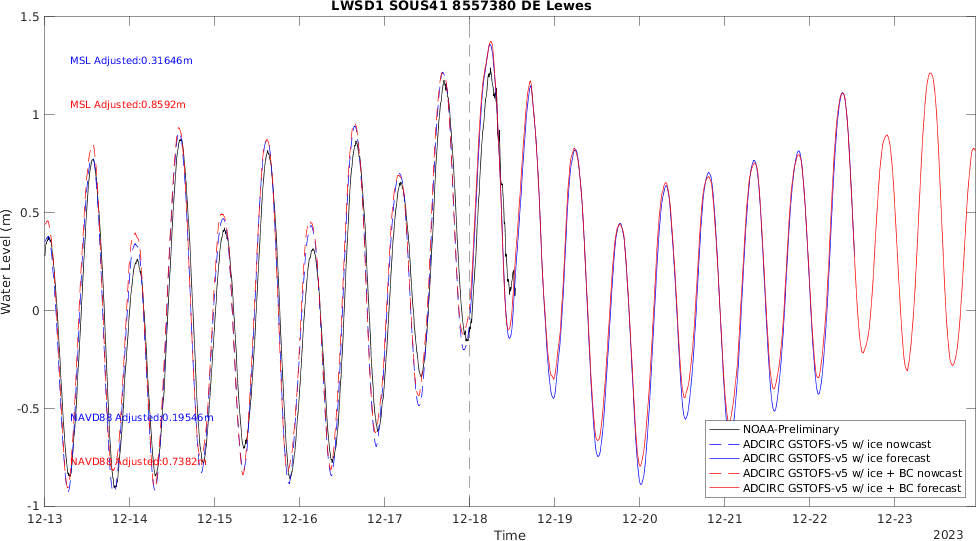 LWSD1 SOUS41 8557380 DE Lewes
1.5
MSL Adjusted:0.31646m
MSL Adjusted:0.8592m
1
0.5
Water Level (m)
0
-0.5
NAVD88 Adjusted:0.19546m
NOAA-Preliminary
ADCIRC GSTOFS-v5 w/ ice nowcast
ADCIRC GSTOFS-v5 w/ ice forecast
NAVD88 Adjusted:0.7382m
ADCIRC GSTOFS-v5 w/ ice + BC nowcast
ADCIRC GSTOFS-v5 w/ ice + BC forecast
-1
12-13 12-14 12-15 12-16 12-17 12-18 12-19 12-20 12-21 12-22 12-23
Time
2023